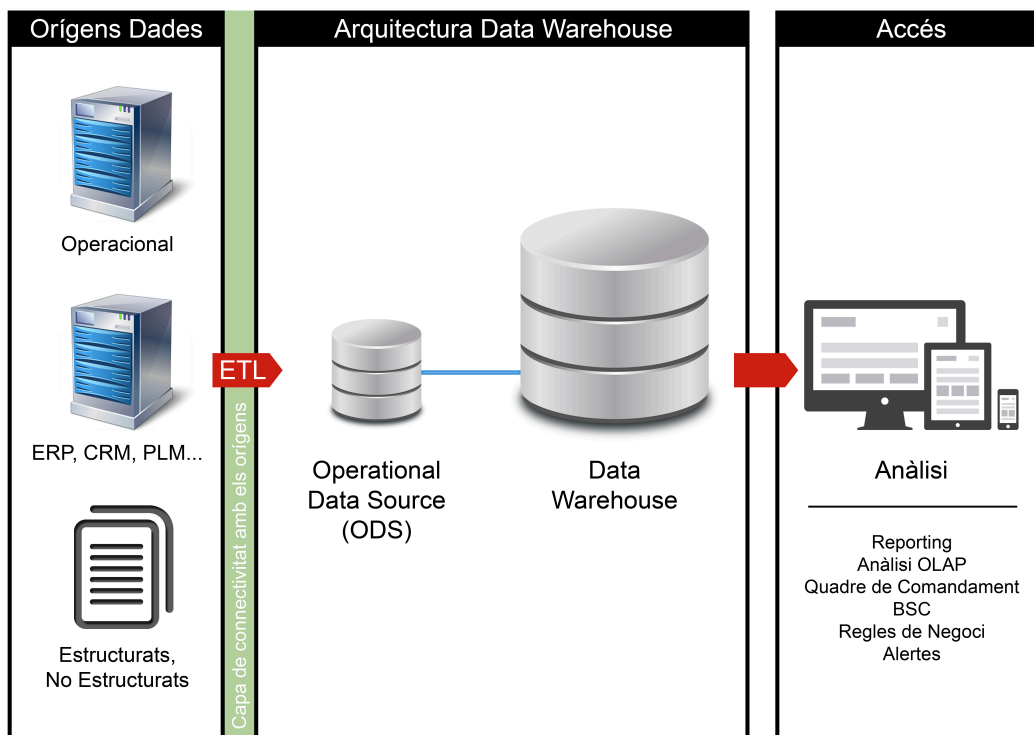 Orígens Dades
Operacional
ERP, CRM, PLM...
Estructurats,
No Estructurats
ETL
Capa de connectivitat amb els orígens
Arquitectura Data Warehouse
Operational
Data Source
(ODS)
Data
Warehouse
Accés
Anàlisi
Reporting
Anàlisi OLAP
Quadre de Comandament
BSC
Regles de Negoci
Alertes